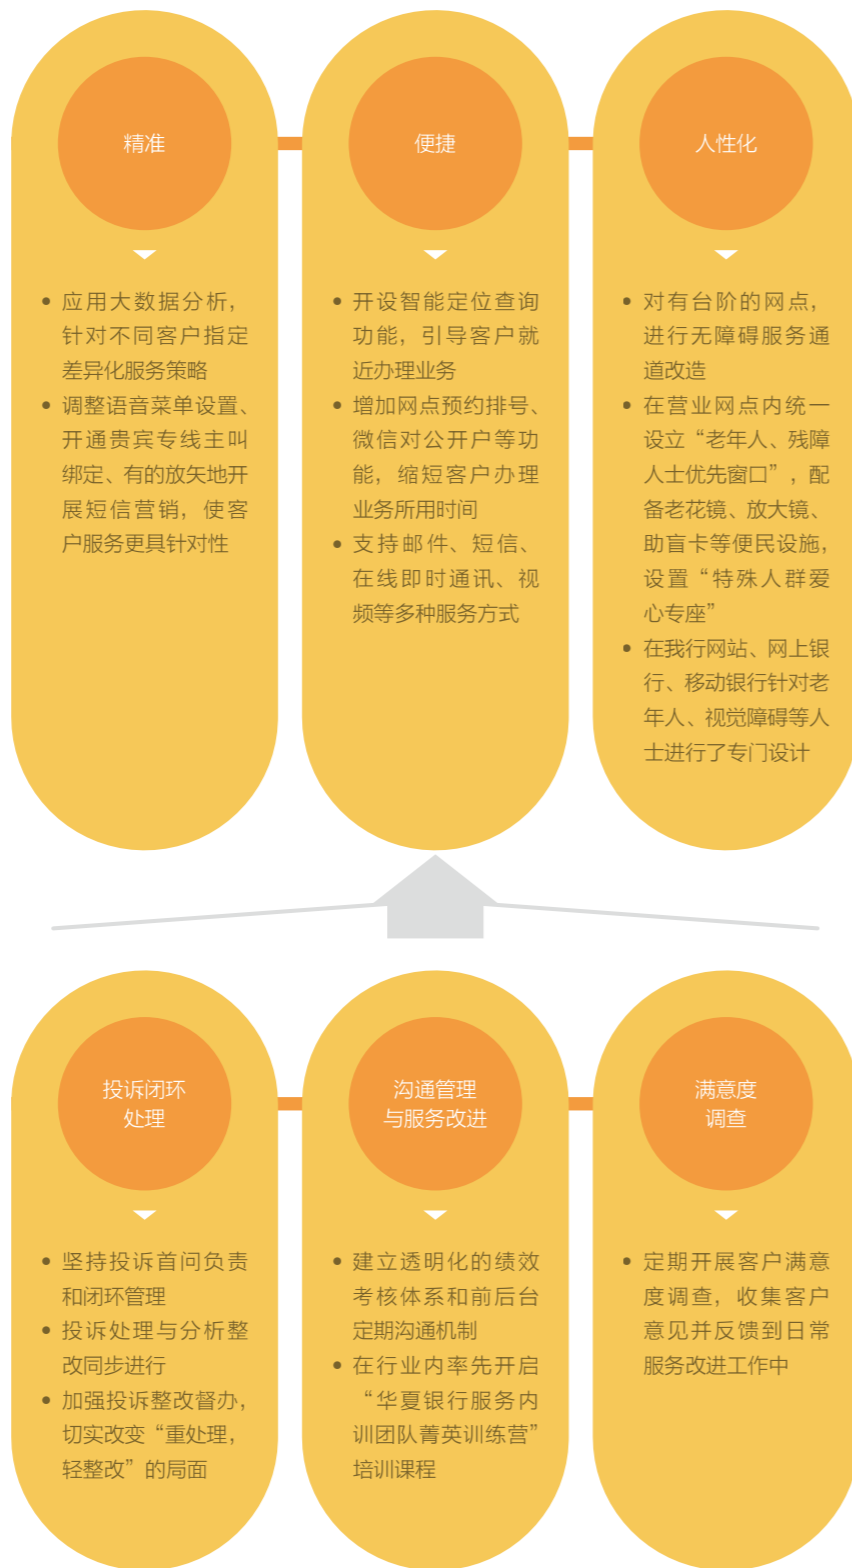 精准
• 应用大数据分析，
针对不同客户指定
差异化服务策略
• 调整语音菜单设置、
开通贵宾专线主叫
绑定、有的放矢地开
展短信营销，使客
户服务更具针对性
便捷
• 开设智能定位查询
功能，引导客户就
近办理业务
• 增加网点预约排号、
微信对公开户等功
能，缩短客户办理
业务所用时间
• 支持邮件、短信、
在线即时通讯、视
频等多种服务方式
人性化
• 对有台阶的网点，
进行无障碍服务通
道改造
• 在营业网点内统一
设立“老年人、残障
人士优先窗口”，配
备老花镜、放大镜、
助盲卡等便民设施，
设置“特殊人群爱
心专座”
• 在我行网站、网上银
行、移动银行针对老
年人、视觉障碍等人
士进行了专门设计
投诉闭环
处理
• 坚持投诉首问负责
和闭环管理
• 投诉处理与分析整
改同步进行
• 加强投诉整改督办，
切实改变“重处理，
轻整改”的局面
沟通管理
与服务改进
• 建立透明化的绩效
考核体系和前后台
定期沟通机制
• 在行业内率先开启
“华夏银行服务内
训团队菁英训练营”
培训课程
满意度
调查
• 定期开展客户满意
度调查，收集客户
意见并反馈到日常
服务改进工作中